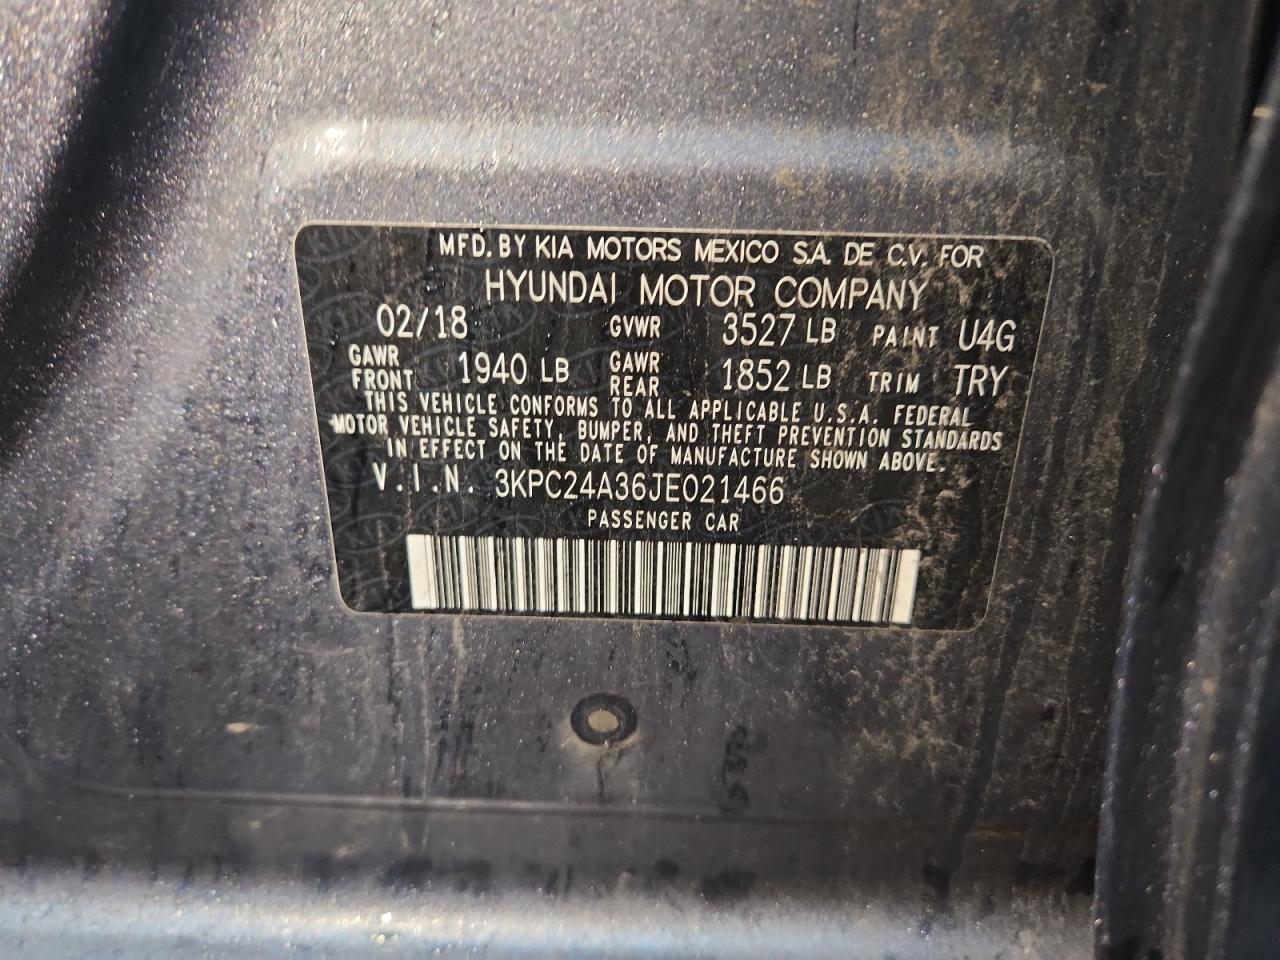 MFD. BY KIA MOTORS MEXICO S.A. DE C.V. FOR
HYUNDAI MOTOR COMPANY
02/18 GVWR 3527 LB PAINT U4G
GAWR FRONT 1940 LB GAWR REAR 1852 LB TRIM TRY
THIS VEHICLE CONFORMS TO ALL APPLICABLE U.S.A. FEDERAL
MOTOR VEHICLE SAFETY, BUMPER, AND THEFT PREVENTION STANDARDS
IN EFFECT ON THE DATE OF MANUFACTURE SHOWN ABOVE.
V.I.N. 3KPC24A36JE021466
PASSENGER CAR